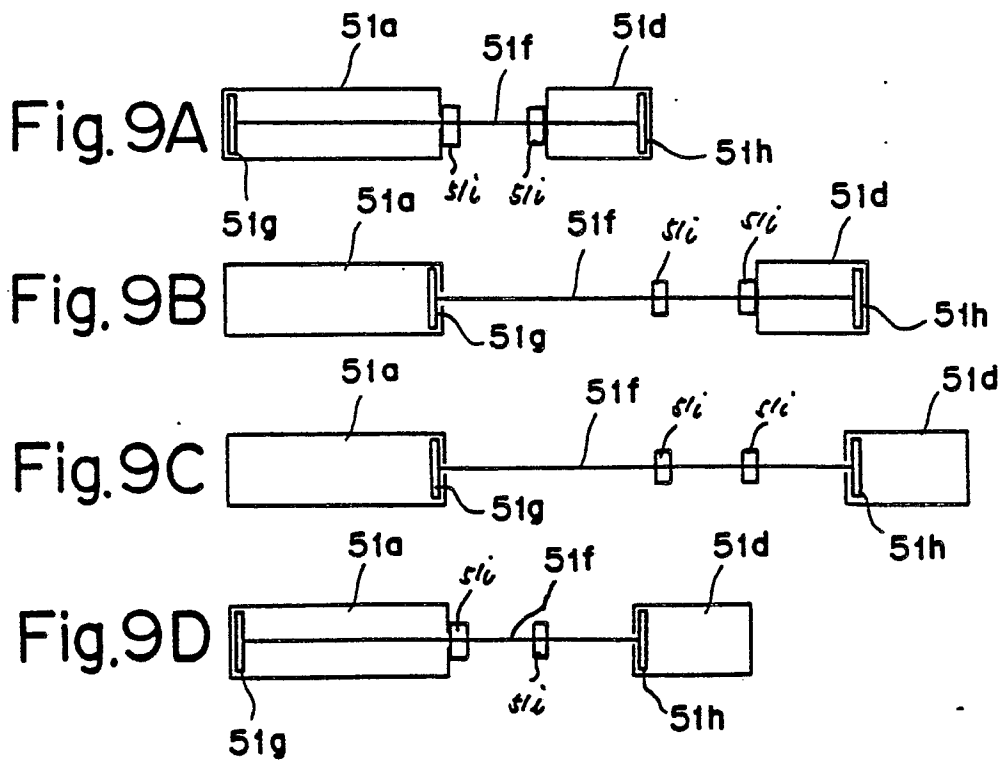 51a 51f 51d
Fig. 9A
51g 51i 51i 51h
51a 51f 51i 51i 51d
Fig. 9B
51g 51h
51a 51f 51i 51i 51d
Fig. 9C
51g 51h
51a 51i 51f 51d
Fig. 9D
51g 51i 51h